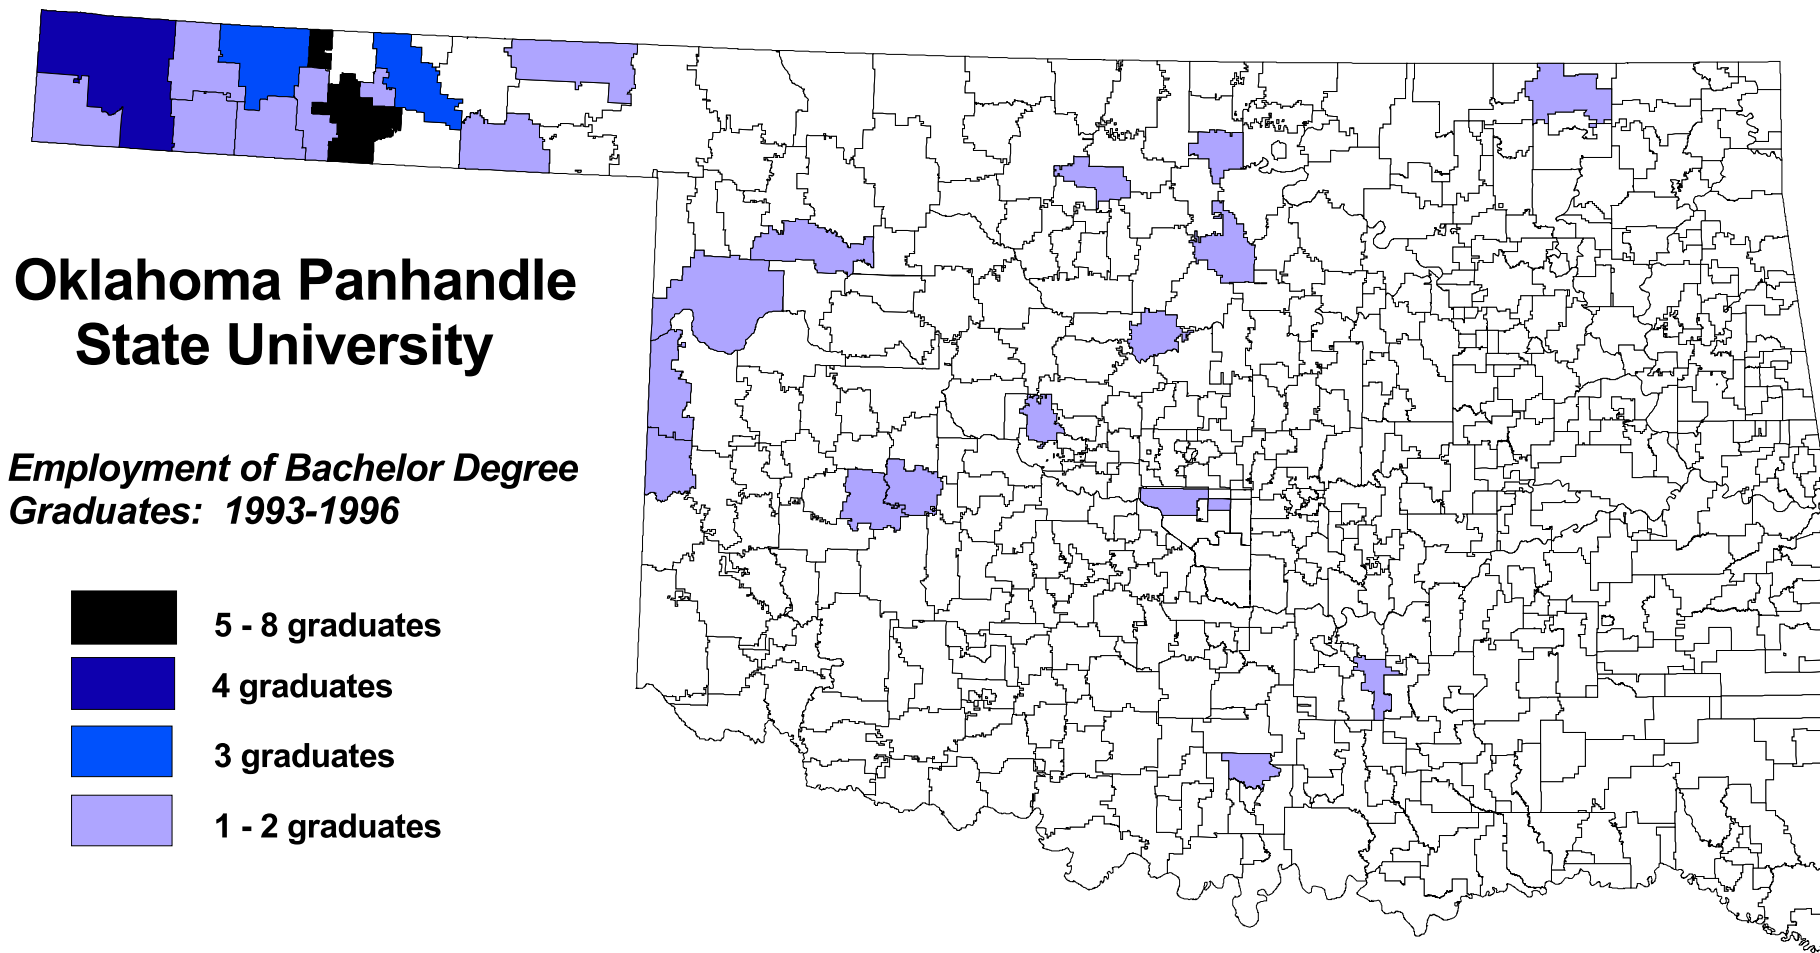 Oklahoma Panhandle
State University
Employment of Bachelor Degree
Graduates: 1993-1996
5 - 8 graduates
4 graduates
3 graduates
1 - 2 graduates